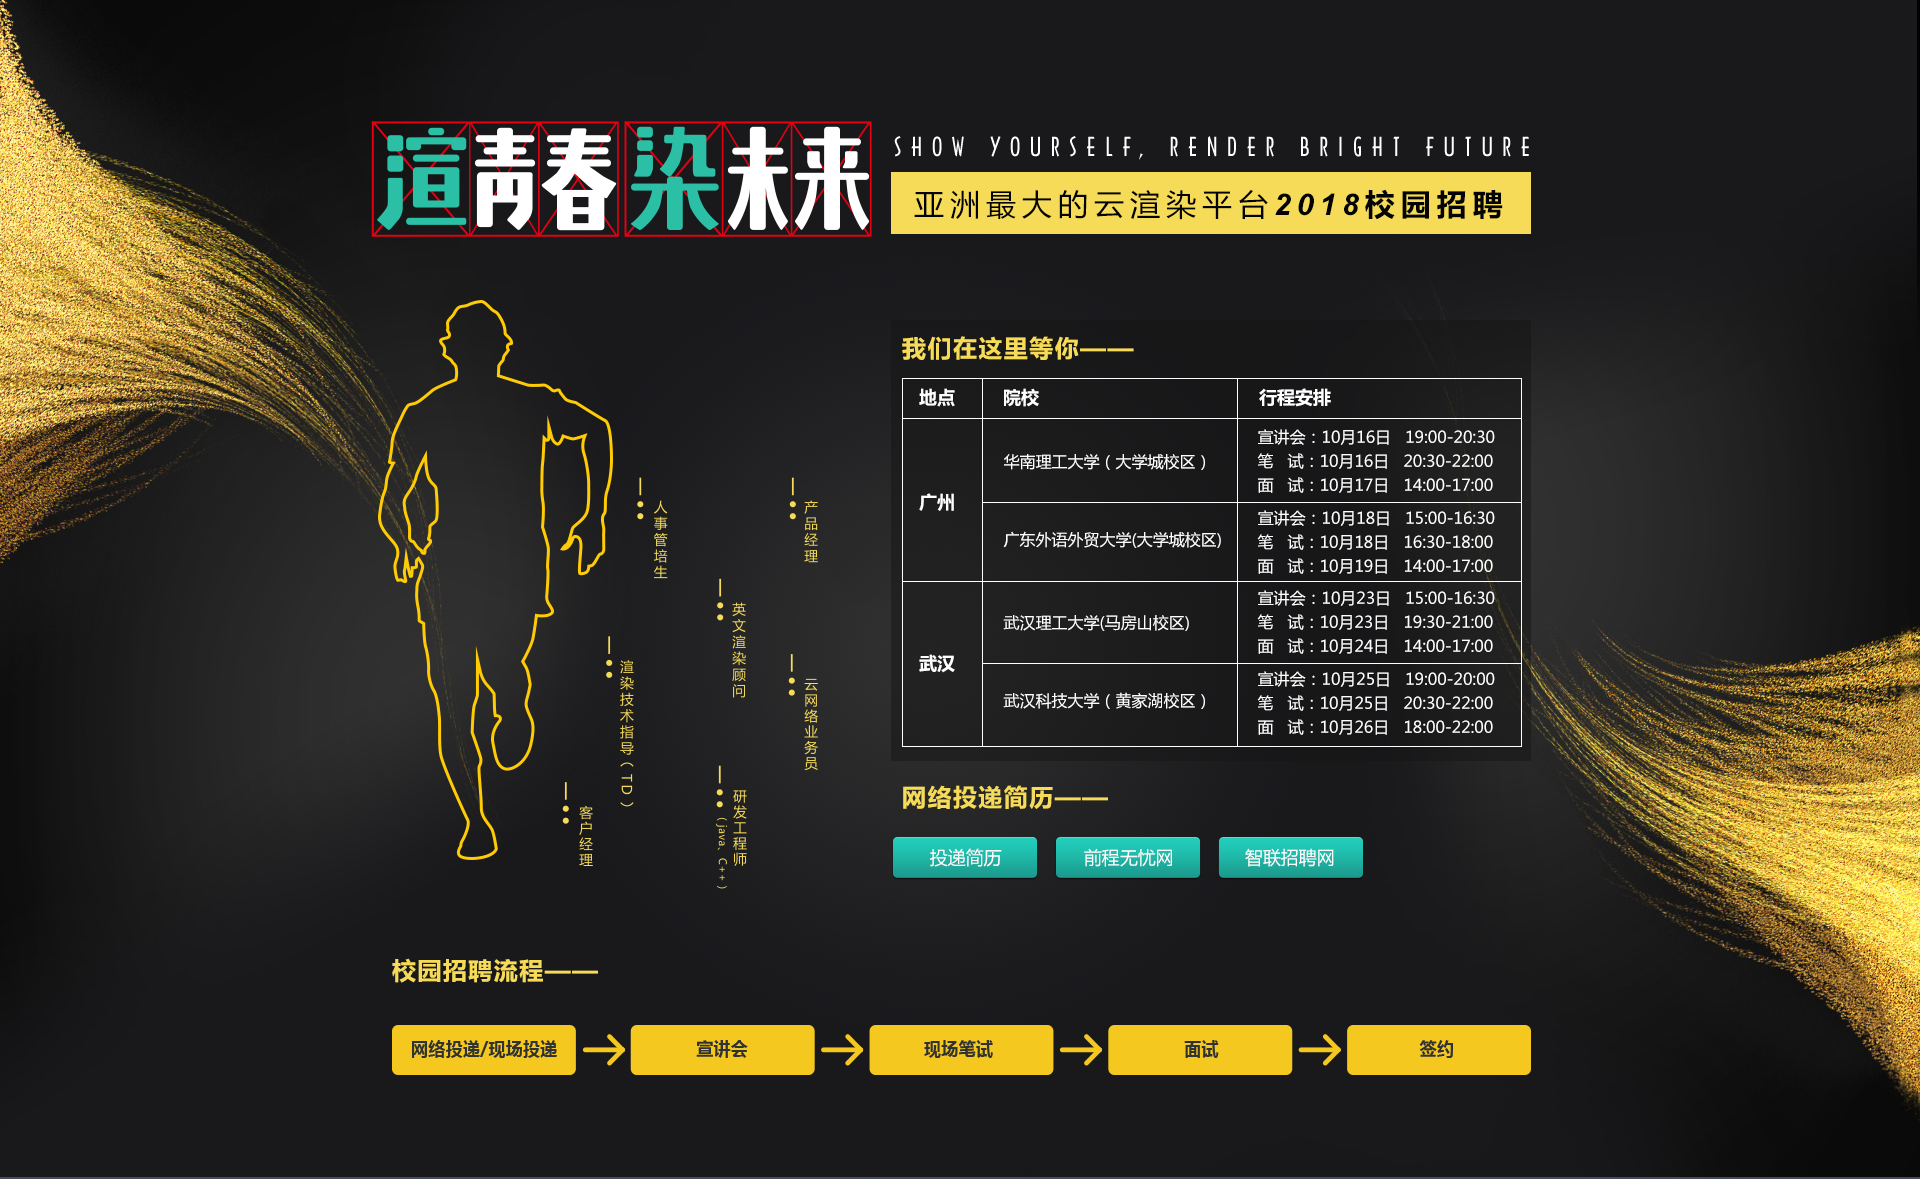 渲青春染未来
SHOW YOURSELF, RENDER BRIGHT FUTURE
亚洲最大的云渲染平台2018校园招聘
人事管培生
产品经理
英文渲染顾问
渲染技术指导（TD）
云网络业务员
客户经理
研发工程师
（java、C++）
我们在这里等你——
地点 院校 行程安排
广州
华南理工大学（大学城校区）
宣讲会：10月16日 19:00-20:30
笔 试：10月16日 20:30-22:00
面 试：10月17日 14:00-17:00
广东外语外贸大学(大学城校区)
宣讲会：10月18日 15:00-16:30
笔 试：10月18日 16:30-18:00
面 试：10月19日 14:00-17:00
武汉
武汉理工大学(马房山校区)
宣讲会：10月23日 15:00-16:30
笔 试：10月23日 19:30-21:00
面 试：10月24日 14:00-17:00
武汉科技大学（黄家湖校区）
宣讲会：10月25日 19:00-20:00
笔 试：10月25日 20:30-22:00
面 试：10月26日 18:00-22:00
网络投递简历——
投递简历 前程无忧网 智联招聘网
校园招聘流程——
网络投递/现场投递 宣讲会 现场笔试 面试 签约